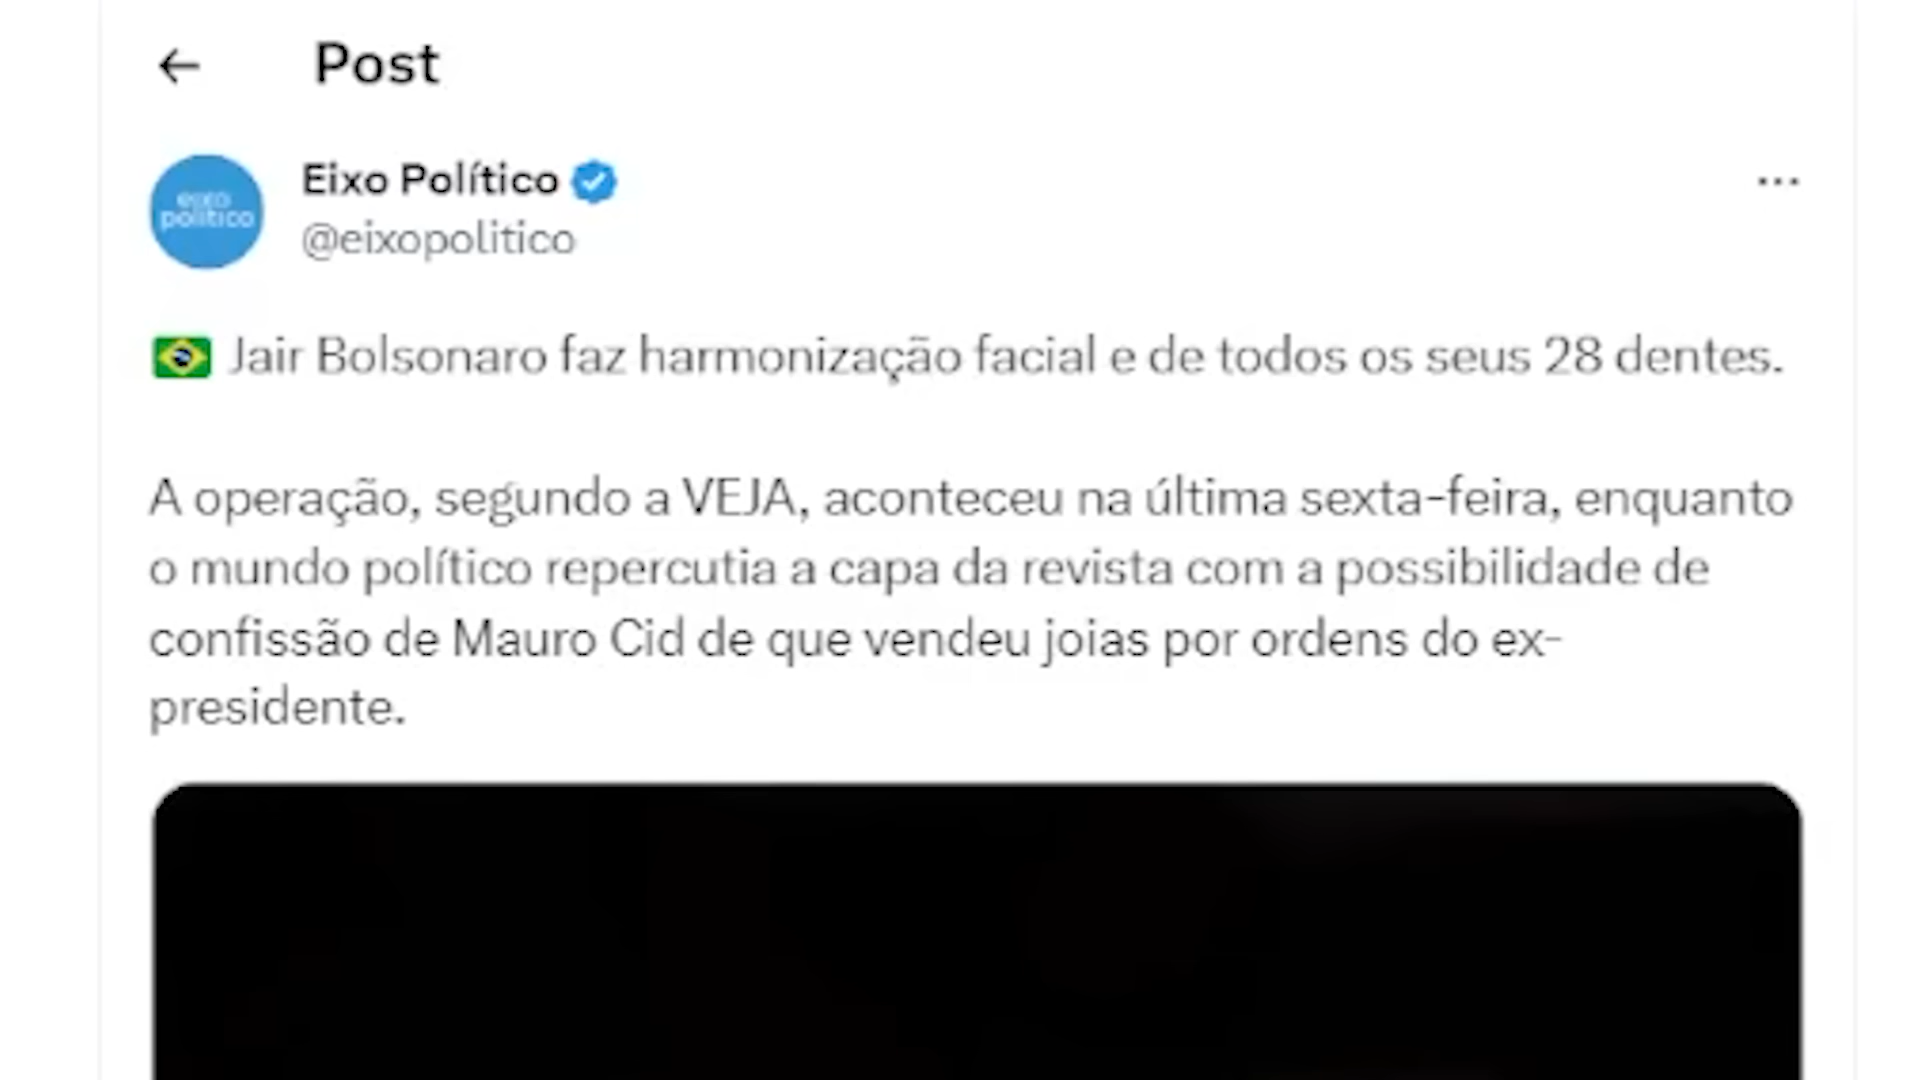 Post
eixo
político
Eixo Político
@eixopolitico
Jair Bolsonaro faz harmonização facial e de todos os seus 28 dentes.
A operação, segundo a VEJA, aconteceu na última sexta-feira, enquanto
o mundo político repercutia a capa da revista com a possibilidade de
confissão de Mauro Cid de que vendeu joias por ordens do ex-
presidente.